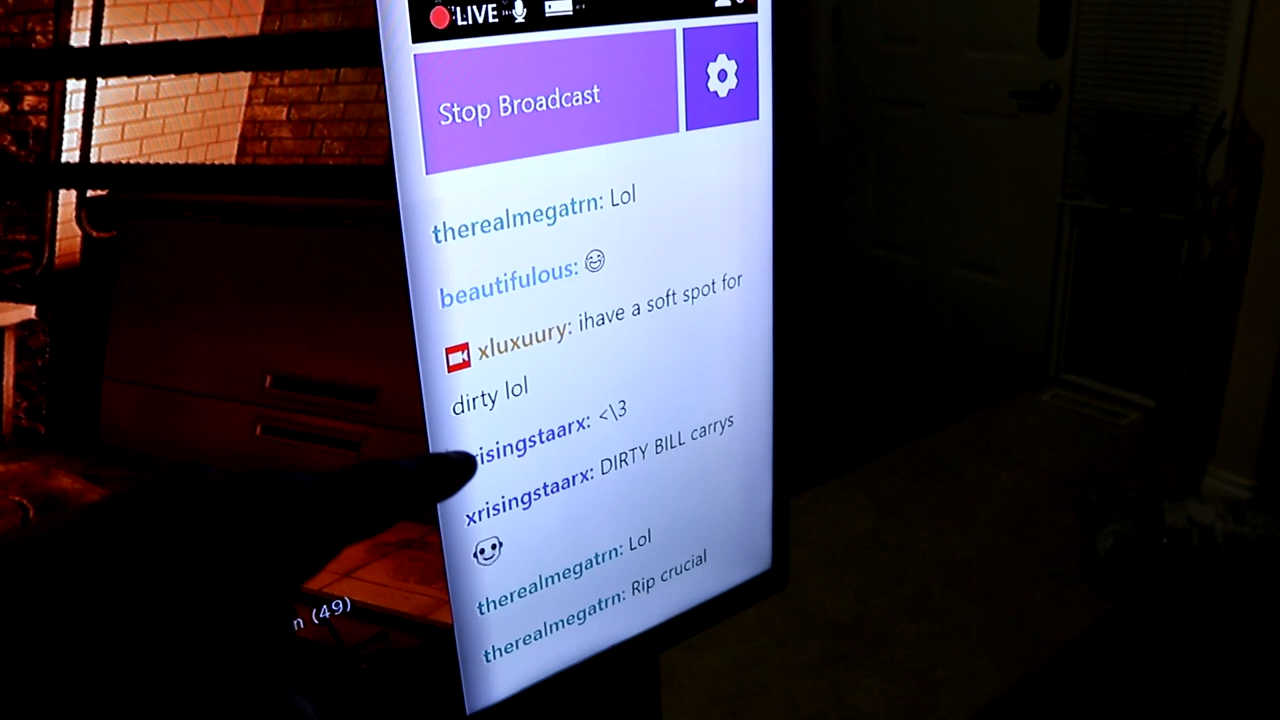 LIVE
Stop Broadcast
therealmegatrn: Lol
beautifulous: 😄
xluxuury: ihave a soft spot for
dirty lol
risingstaarx: <\3
xrisingstaarx: DIRTY BILL carrys
therealmegatrn: Lol
therealmegatrn: Rip crucial
n (49)